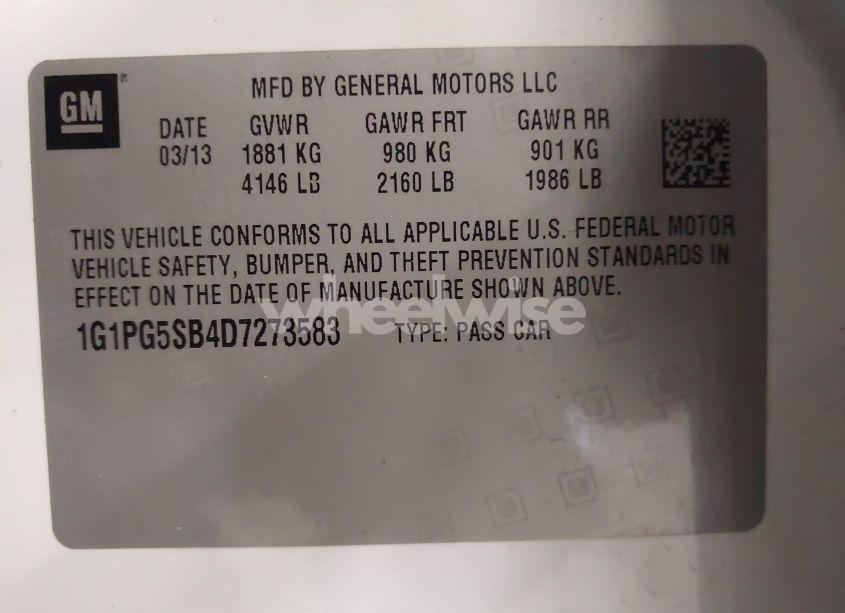 GM
MFD BY GENERAL MOTORS LLC
DATE GVWR GAWR FRT GAWR RR
03/13 1881 KG 980 KG 901 KG
4146 LB 2160 LB 1986 LB
THIS VEHICLE CONFORMS TO ALL APPLICABLE U.S. FEDERAL MOTOR
VEHICLE SAFETY, BUMPER, AND THEFT PREVENTION STANDARDS IN
EFFECT ON THE DATE OF MANUFACTURE SHOWN ABOVE.
wheelwise
1G1PG5SB4D7273583 TYPE: PASS CAR